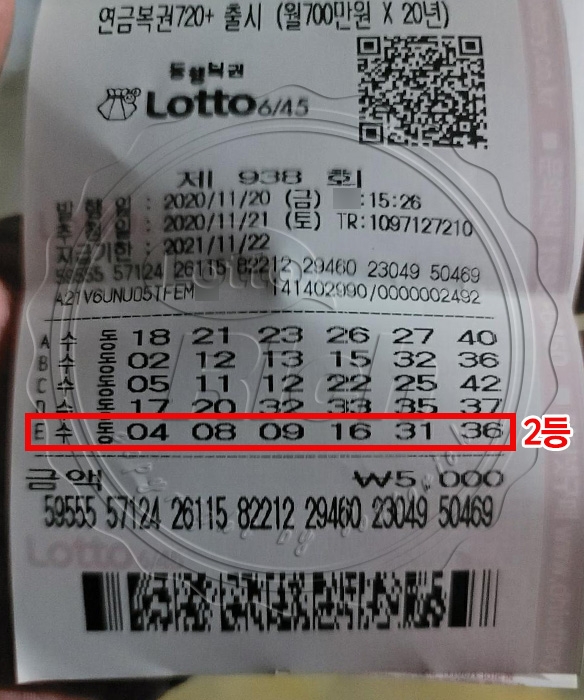 연금복권720+ 출시 (월700만원 X 20년)
동행복권
Lotto 6/45
제 938 회
발 행 일 : 2020/11/20 (금) :15:26
추 첨 일 : 2020/11/21 (토) TR:1097127210
지급기한 : 2021/11/22
59555 57124 26115 82212 29460 23049 50469
A21V6UNU05TFEM 41402990/0000002492
A 수 동 18 21 23 26 27 40
B 수 동 02 12 13 15 32 36
C 수 동 05 11 12 22 25 42
D 수 동 17 20 32 33 35 37
E 수 동 04 08 09 16 31 36 2등
금액 ₩5,000
59555 57124 26115 82212 29460 23049 50469